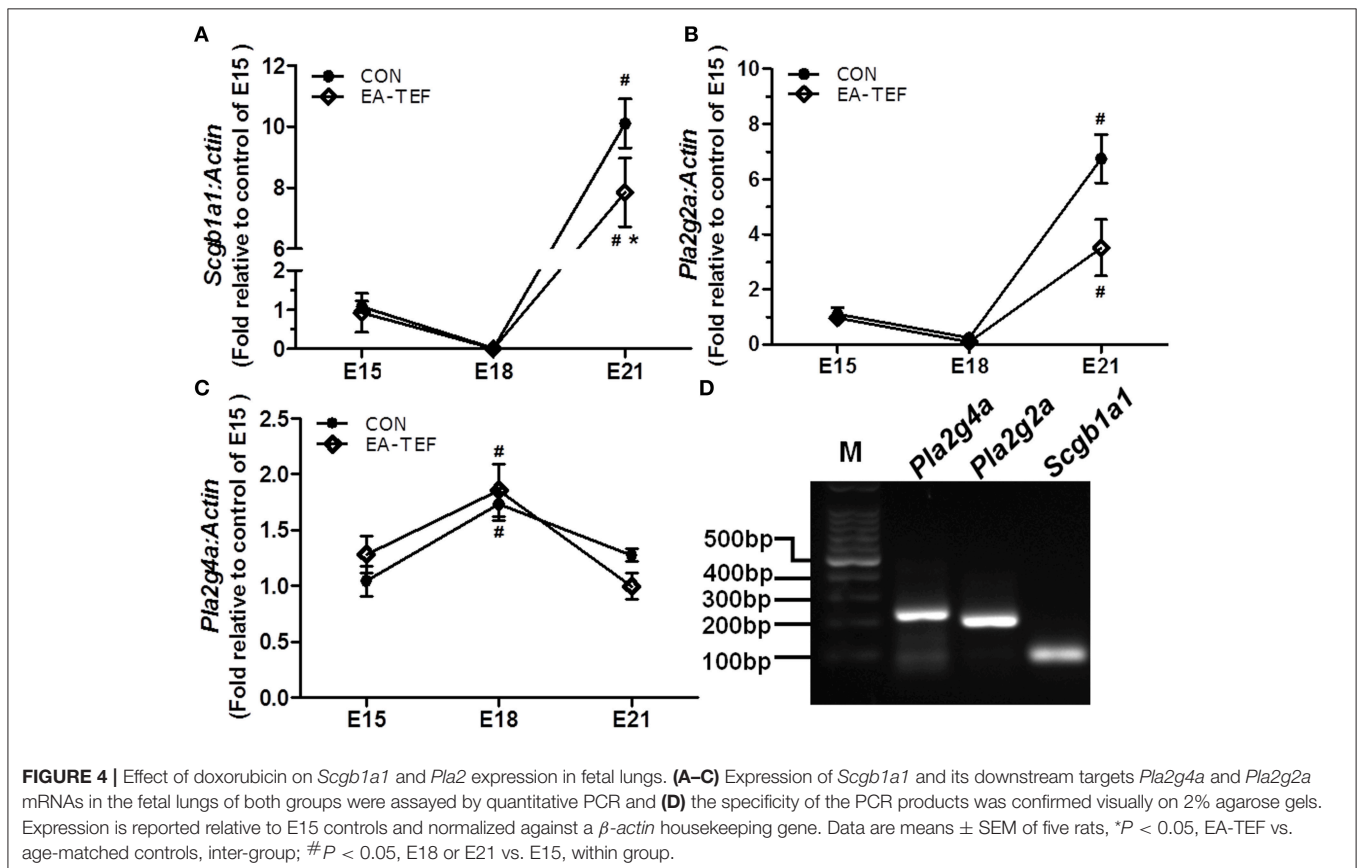 A
Scgb1a1:Actin
(Fold relative to control of E15 )
12
10
8
6
2
1
0
CON
EA-TEF
#
# *
E15 E18 E21
B
Pla2g2a:Actin
(Fold relative to control of E15 )
10
8
6
4
2
0
CON
EA-TEF
#
#
E15 E18 E21
C
Pla2g4a:Actin
(Fold relative to control of E15 )
2.5
2.0
1.5
1.0
0.5
0.0
CON
EA-TEF
#
#
E15 E18 E21
D
M Pla2g4a Pla2g2a Scgb1a1
500bp
400bp
300bp
200bp
100bp
FIGURE 4 | Effect of doxorubicin on Scgb1a1 and Pla2 expression in fetal lungs. (A–C) Expression of Scgb1a1 and its downstream targets Pla2g4a and Pla2g2a
mRNAs in the fetal lungs of both groups were assayed by quantitative PCR and (D) the specificity of the PCR products was confirmed visually on 2% agarose gels.
Expression is reported relative to E15 controls and normalized against a β-actin housekeeping gene. Data are means ± SEM of five rats, *P < 0.05, EA-TEF vs.
age-matched controls, inter-group; #P < 0.05, E18 or E21 vs. E15, within group.